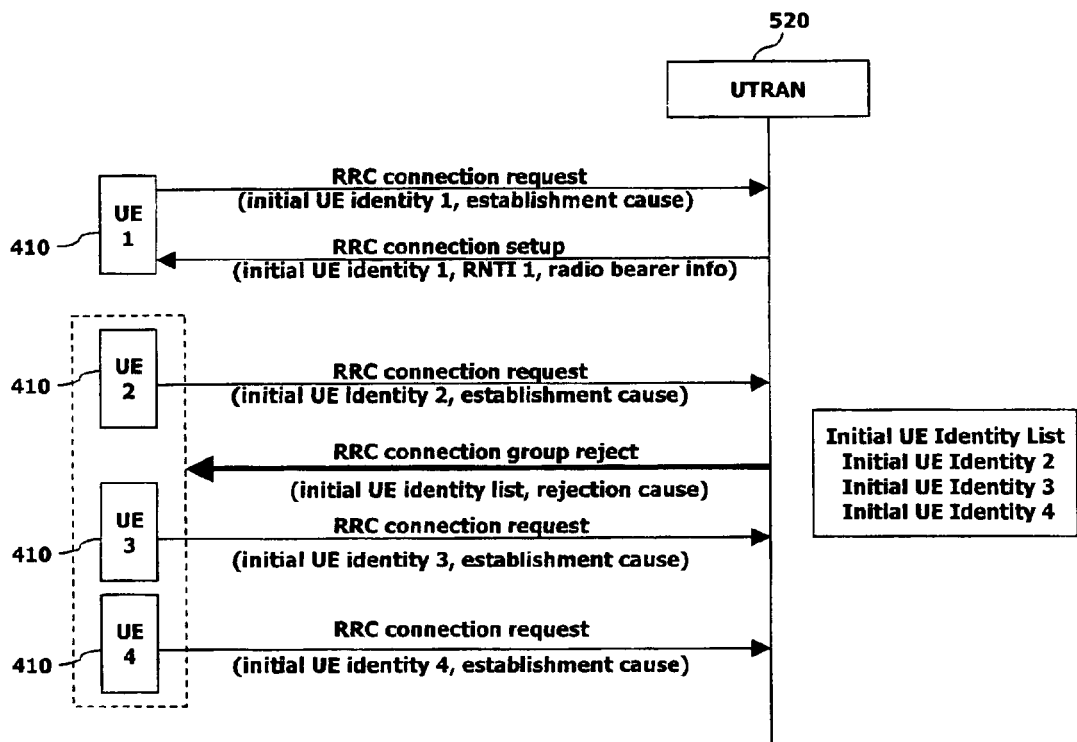 520
UTRAN
RRC connection request
(initial UE identity 1, establishment cause)
UE
1
410
RRC connection setup
(initial UE identity 1, RNTI 1, radio bearer info)
UE
2
410
RRC connection request
(initial UE Identity 2, establishment cause)
RRC connection group reject
(initial UE identity list, rejection cause)
Initial UE Identity List
Initial UE Identity 2
Initial UE Identity 3
Initial UE Identity 4
UE
3
410
RRC connection request
(initial UE identity 3, establishment cause)
UE
4
410
RRC connection request
(initial UE identity 4, establishment cause)